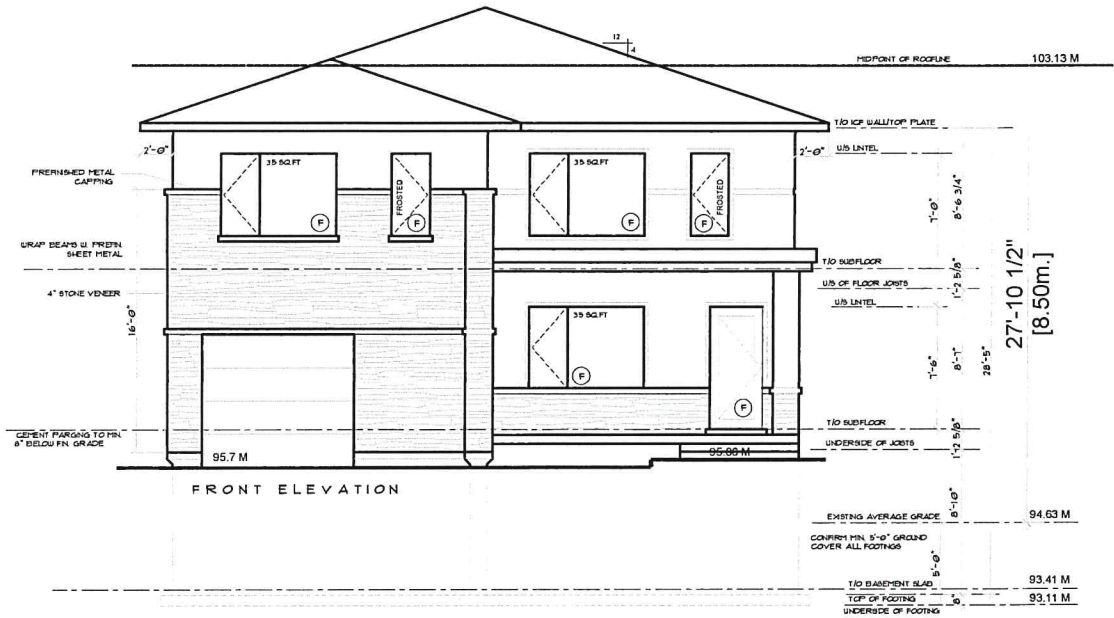 12
4
MIDPOINT OF ROOFLINE 103.13 M
T/O ICF WALL/TOP PLATE
2'-0"
2'-0"
U/S LINTEL
35 SQ.FT
35 SQ.FT
PREFINISHED METAL
CAPPING
FROSTED
FROSTED
F
F
F
F
7'-0"
8'-6 3/4"
WRAP BEAMS W. PREFIN.
SHEET METAL
T/O SUBFLOOR
1'-2 5/8"
U/S OF FLOOR JOISTS
4" STONE VENEER
U/S LINTEL
27'-10 1/2"
[8.50m.]
16'-0"
35 SQ.FT
F
F
7'-6"
8'-7"
28'-5"
CEMENT PARGING TO MIN.
8" BELOW FIN. GRADE
T/O SUBFLOOR
UNDERSIDE OF JOISTS
1'-2 5/8"
95.7 M
FRONT ELEVATION
8'-10"
EXISTING AVERAGE GRADE 94.63 M
CONFIRM MIN. 5'-0" GROUND
COVER ALL FOOTINGS
5'-0"
T/O BASEMENT SLAB 93.41 M
TOP OF FOOTING 93.11 M
8"
UNDERSIDE OF FOOTING